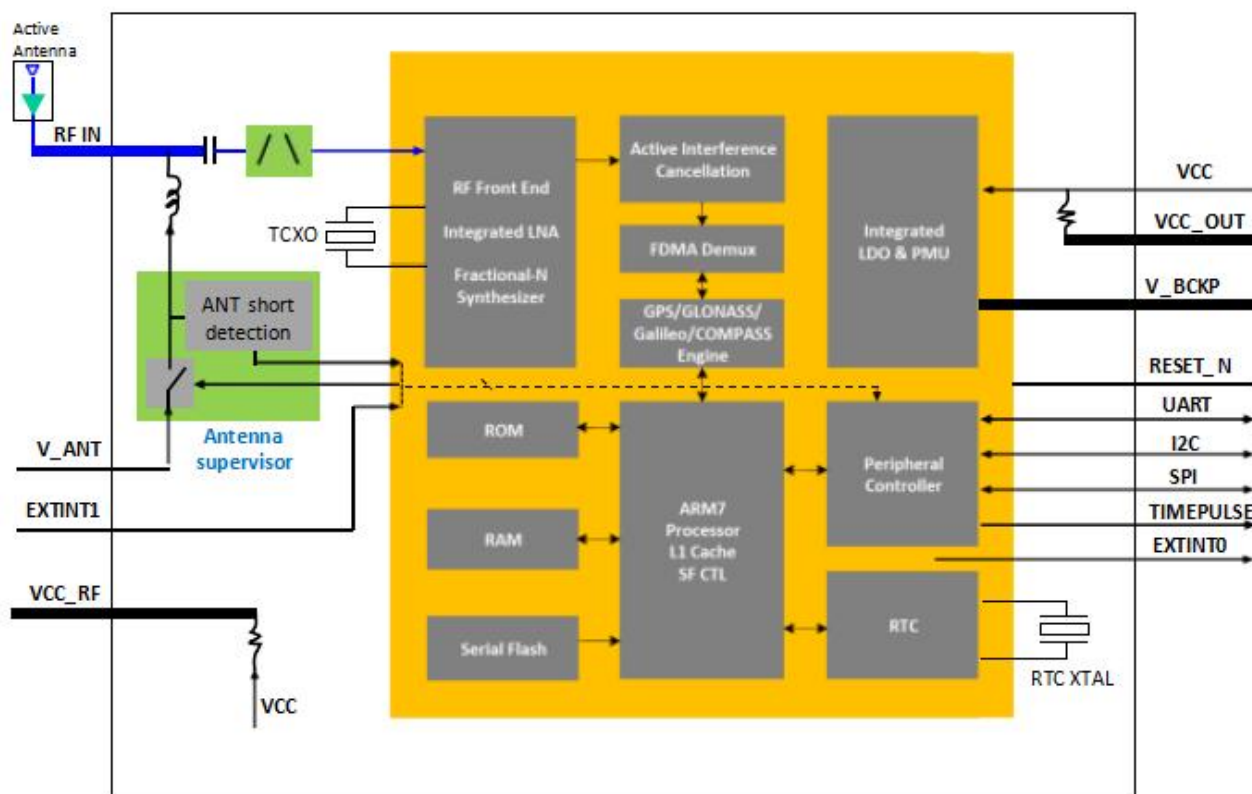 Active
Antenna
RF IN
TCXO
RF Front End
Integrated LNA
Fractional-N
Synthesizer
Active Interference
Cancellation
FDMA Demux
GPS/GLONASS/
Galileo/COMPASS
Engine
Integrated
LDO & PMU
VCC
VCC_OUT
V_BCKP
RESET_N
UART
I2C
SPI
TIMEPULSE
EXTINT0
ANT short
detection
Antenna
supervisor
V_ANT
EXTINT1
VCC_RF
VCC
ROM
RAM
Serial Flash
ARM7
Processor
L1 Cache
SF CTL
Peripheral
Controller
RTC
RTC XTAL